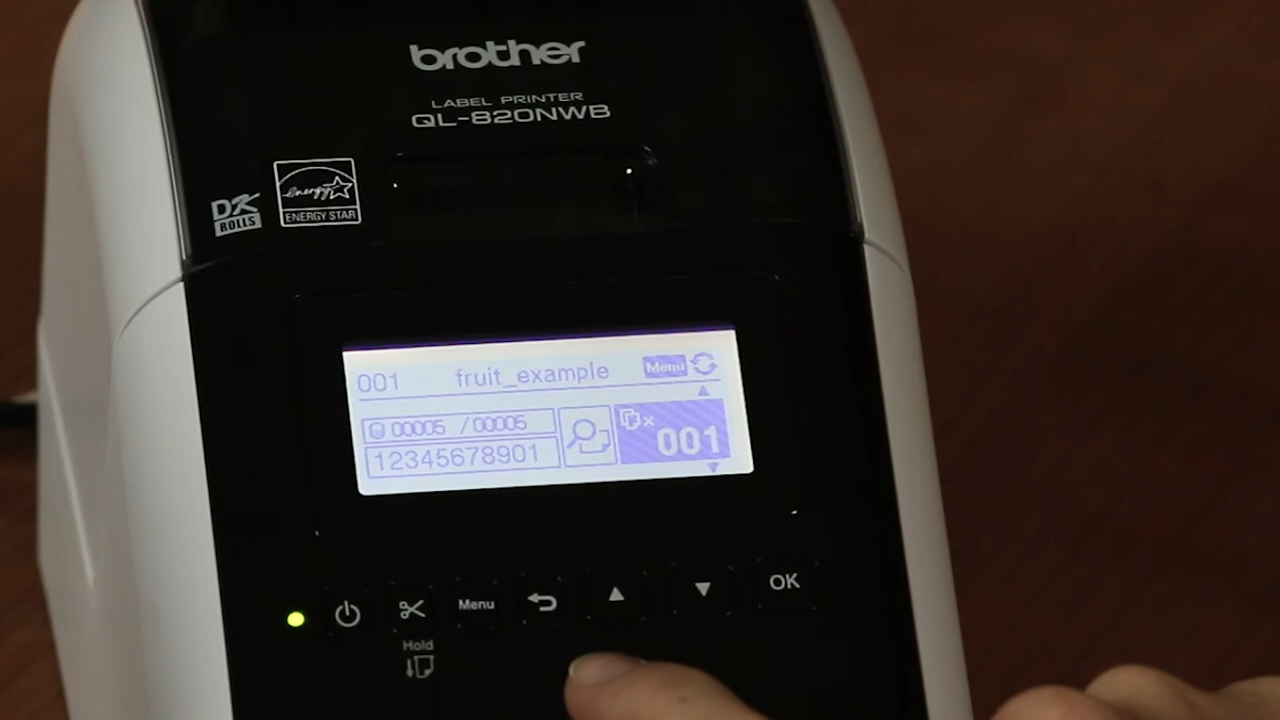 brother
LABEL PRINTER
QL-820NWB
DK
ROLLS
energy
ENERGY STAR
001 fruit_example Menu
00005 /00005
12345678901
× 001
Menu
OK
Hold